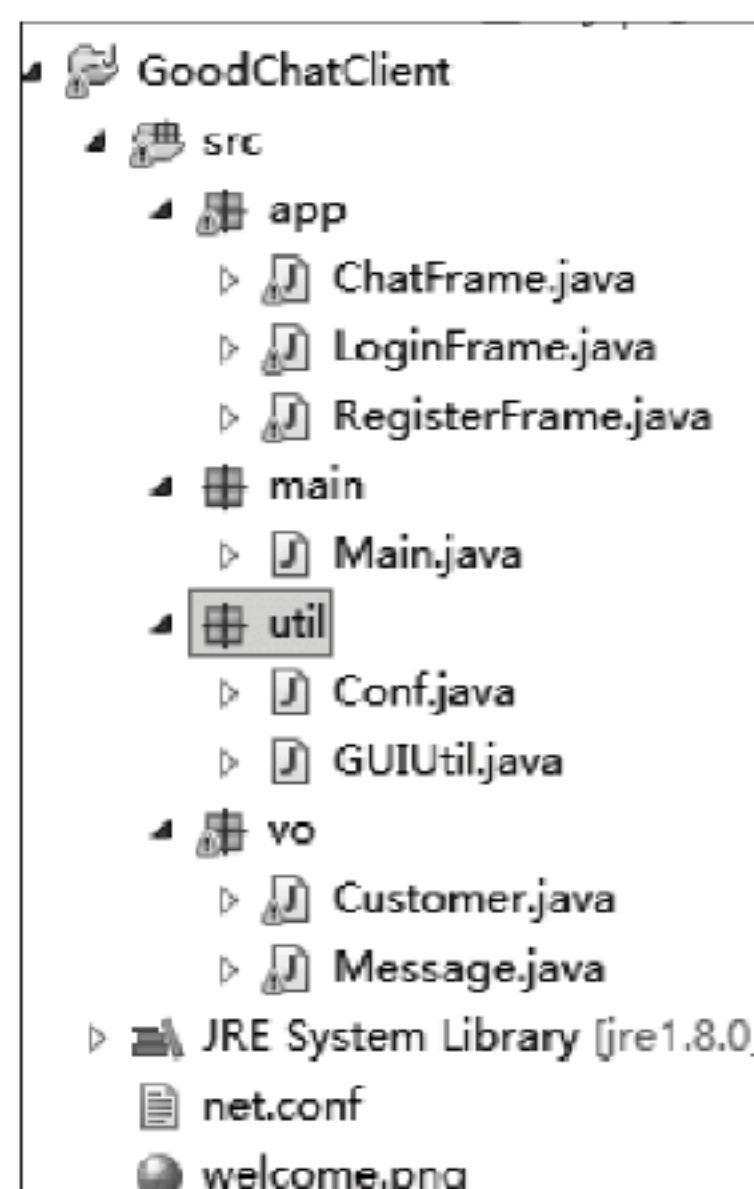 GoodChatClient
src
app
ChatFrame.java
LoginFrame.java
RegisterFrame.java
main
Main.java
util
Conf.java
GUIUtil.java
vo
Customer.java
Message.java
JRE System Library [jre1.8.0_
net.conf
welcome.png